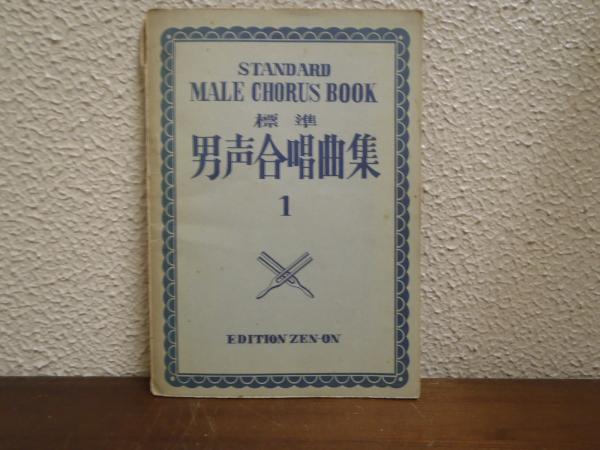 STANDARD
MALE CHORUS BOOK
標準
男声合唱曲集
1
EDITION ZEN-ON